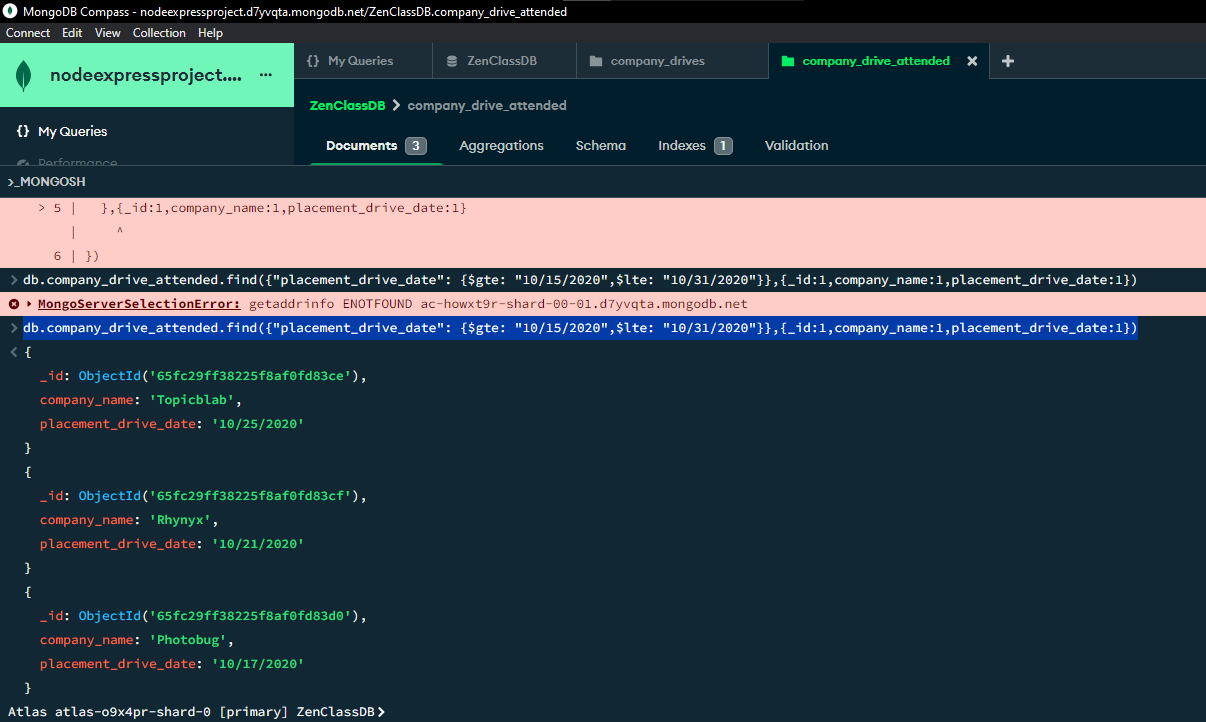 MongoDB Compass - nodeexpressproject.d7yvqta.mongodb.net/ZenClassDB.company_drive_attended
Connect Edit View Collection Help
nodeexpressproject.... ···
{} My Queries
ZenClassDB
company_drives
company_drive_attended × +
{} My Queries
Performance
ZenClassDB > company_drive_attended
Documents 3 Aggregations Schema Indexes 1 Validation
>_MONGOSH
> 5 | },{_id:1,company_name:1,placement_drive_date:1}
| ^
6 | })
> db.company_drive_attended.find({"placement_drive_date": {$gte: "10/15/2020",$lte: "10/31/2020"}},{_id:1,company_name:1,placement_drive_date:1})
MongoServerSelectionError: getaddrinfo ENOTFOUND ac-howxt9r-shard-00-01.d7yvqta.mongodb.net
> db.company_drive_attended.find({"placement_drive_date": {$gte: "10/15/2020",$lte: "10/31/2020"}},{_id:1,company_name:1,placement_drive_date:1})
< {
_id: ObjectId('65fc29ff38225f8af0fd83ce'),
company_name: 'Topicblab',
placement_drive_date: '10/25/2020'
}
{
_id: ObjectId('65fc29ff38225f8af0fd83cf'),
company_name: 'Rhynyx',
placement_drive_date: '10/21/2020'
}
{
_id: ObjectId('65fc29ff38225f8af0fd83d0'),
company_name: 'Photobug',
placement_drive_date: '10/17/2020'
}
Atlas atlas-o9x4pr-shard-0 [primary] ZenClassDB>